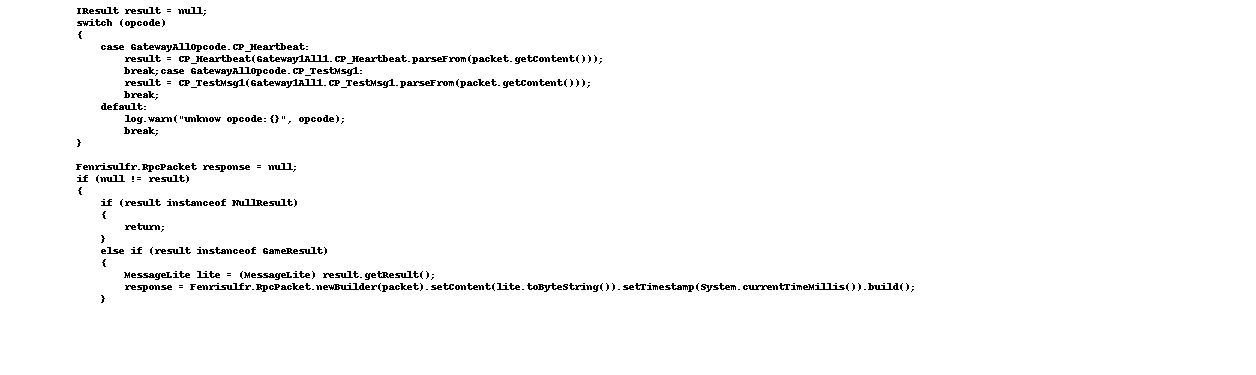 IResult result = null;
switch (opcode)
{
case GatewayAllOpcode.CP_Heartbeat:
result = CP_Heartbeat(Gateway1All1.CP_Heartbeat.parseFrom(packet.getContent()));
break;case GatewayAllOpcode.CP_TestMsg1:
result = CP_TestMsg1(Gateway1All1.CP_TestMsg1.parseFrom(packet.getContent()));
break;
default:
log.warn("unknow opcode:{}", opcode);
break;
}
Fenrisulfr.RpcPacket response = null;
if (null != result)
{
if (result instanceof NullResult)
{
return;
}
else if (result instanceof GameResult)
{
MessageLite lite = (MessageLite) result.getResult();
response = Fenrisulfr.RpcPacket.newBuilder(packet).setContent(lite.toByteString()).setTimestamp(System.currentTimeMillis()).build();
}